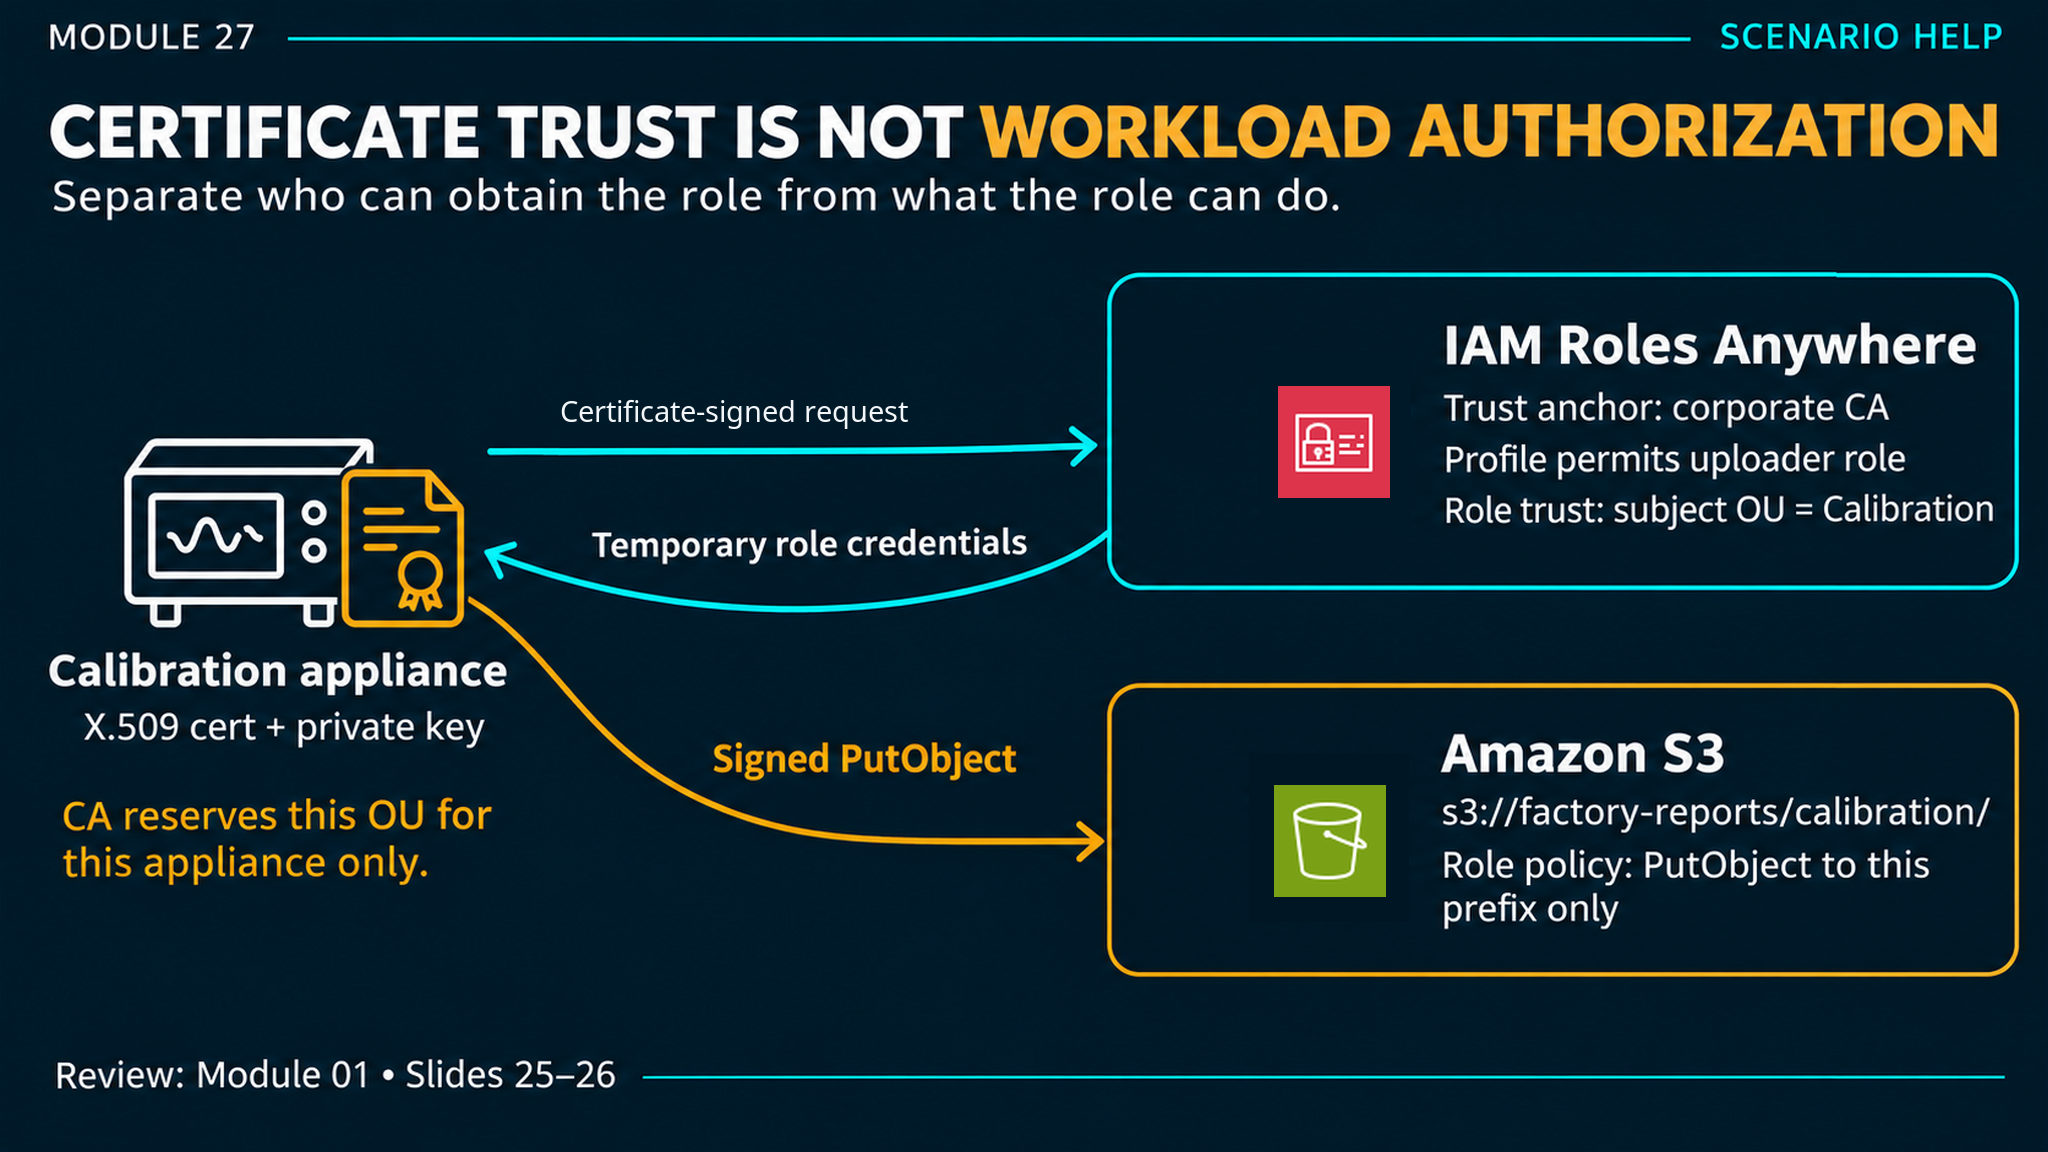 MODULE 27
SCENARIO HELP
CERTIFICATE TRUST IS NOT WORKLOAD AUTHORIZATION
Separate who can obtain the role from what the role can do.
Certificate-signed request
Temporary role credentials
IAM Roles Anywhere
Trust anchor: corporate CA
Profile permits uploader role
Role trust: subject OU = Calibration
Calibration appliance
X.509 cert + private key
CA reserves this OU for
this appliance only.
Signed PutObject
Amazon S3
s3://factory-reports/calibration/
Role policy: PutObject to this
prefix only
Review: Module 01 • Slides 25–26